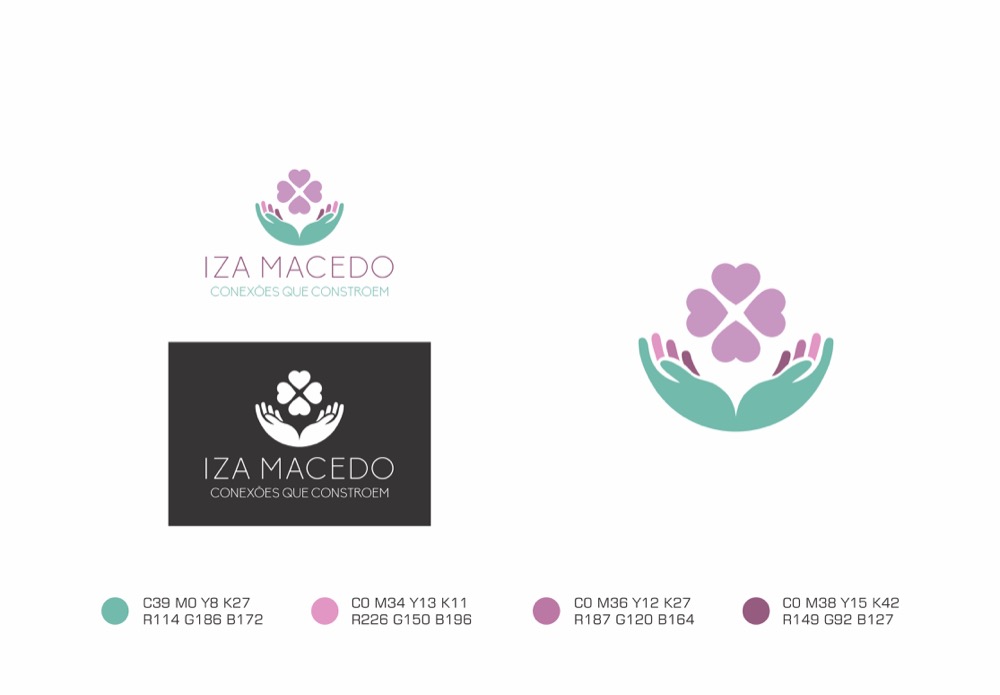 IZA MACEDO
CONEXÕES QUE CONSTROEM
IZA MACEDO
CONEXÕES QUE CONSTROEM
C39 M0 Y8 K27
R114 G186 B172
C0 M34 Y13 K11
R226 G150 B196
C0 M36 Y12 K27
R187 G120 B164
C0 M38 Y15 K42
R149 G92 B127